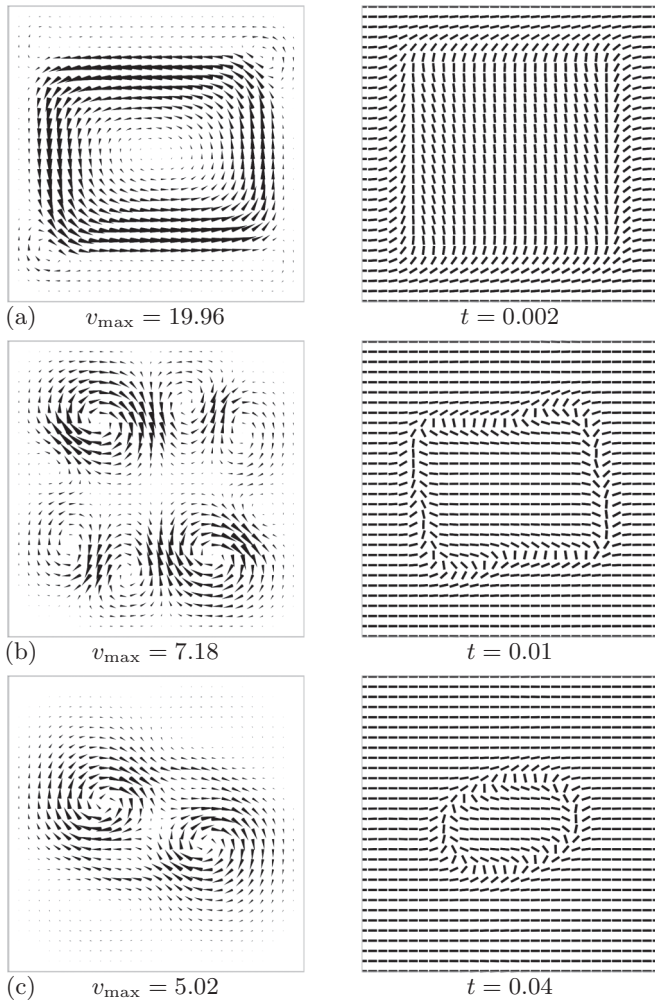 (a) v_max = 19.96 t = 0.002
(b) v_max = 7.18 t = 0.01
(c) v_max = 5.02 t = 0.04